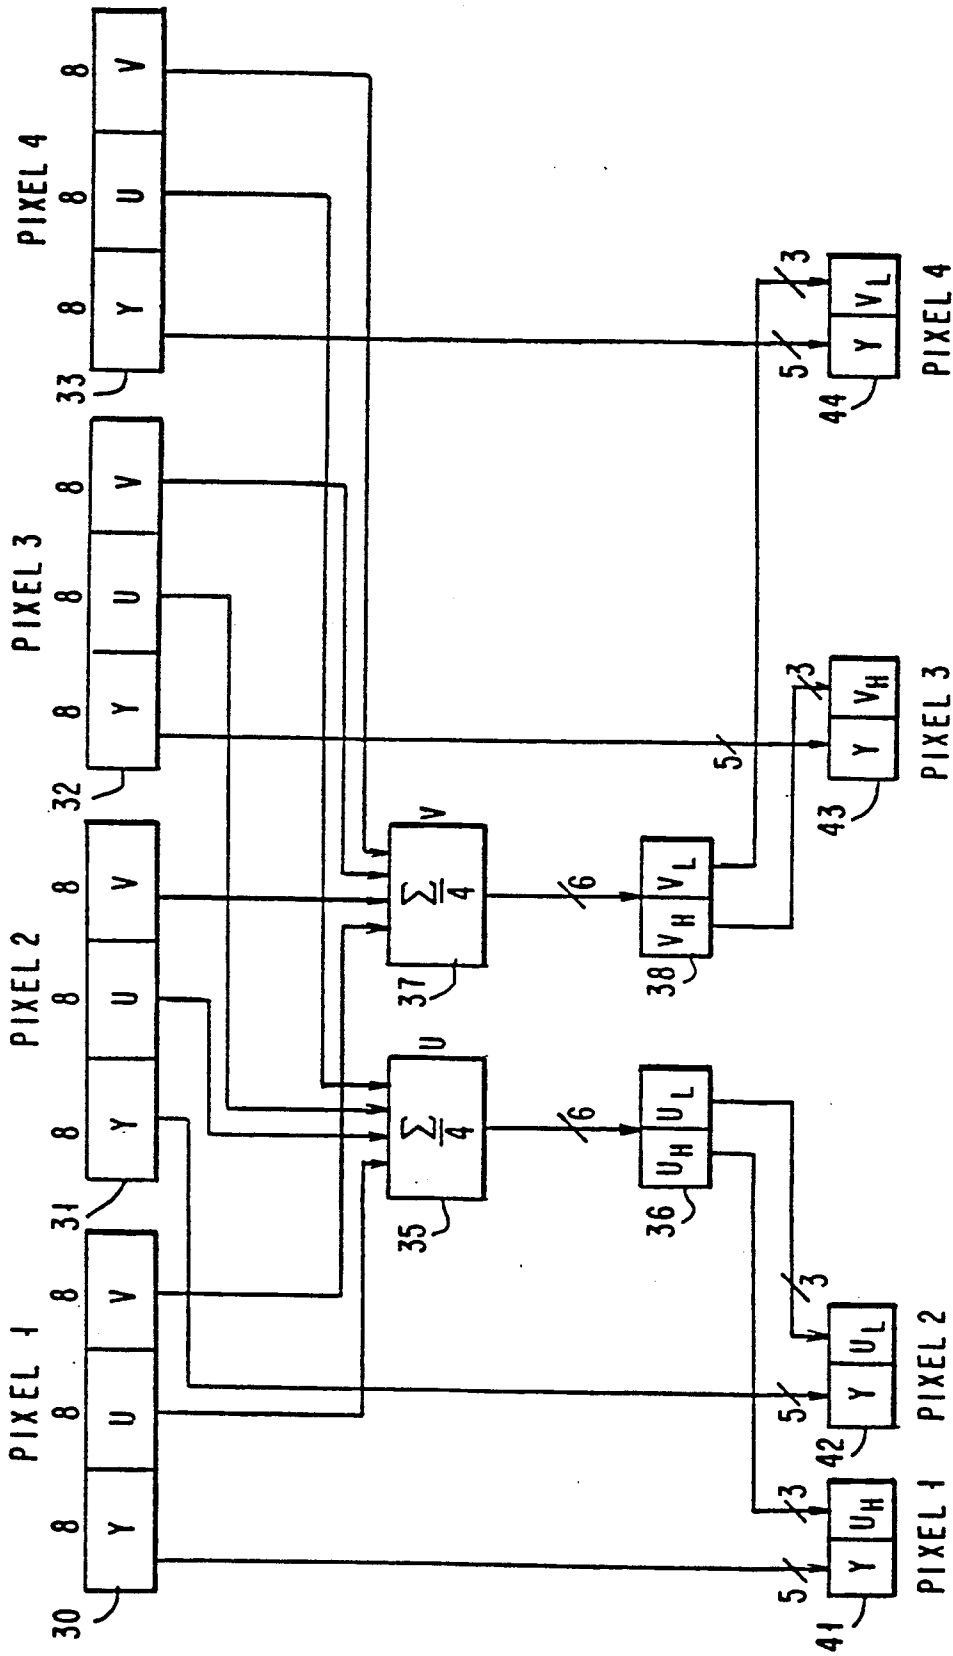 PIXEL 1 PIXEL 2 PIXEL 3 PIXEL 4
8 8 8 8 8 8 8 8 8 8 8 8
30 Y U V 31 Y U V 32 Y U V 33 Y U V
35 Σ/4 U 37 Σ/4 V
6 6
36 U_H U_L 38 V_H V_L
5 3 5 3 5 3 5 3
41 Y U_H 42 Y U_L 43 Y V_H 44 Y V_L
PIXEL 1 PIXEL 2 PIXEL 3 PIXEL 4